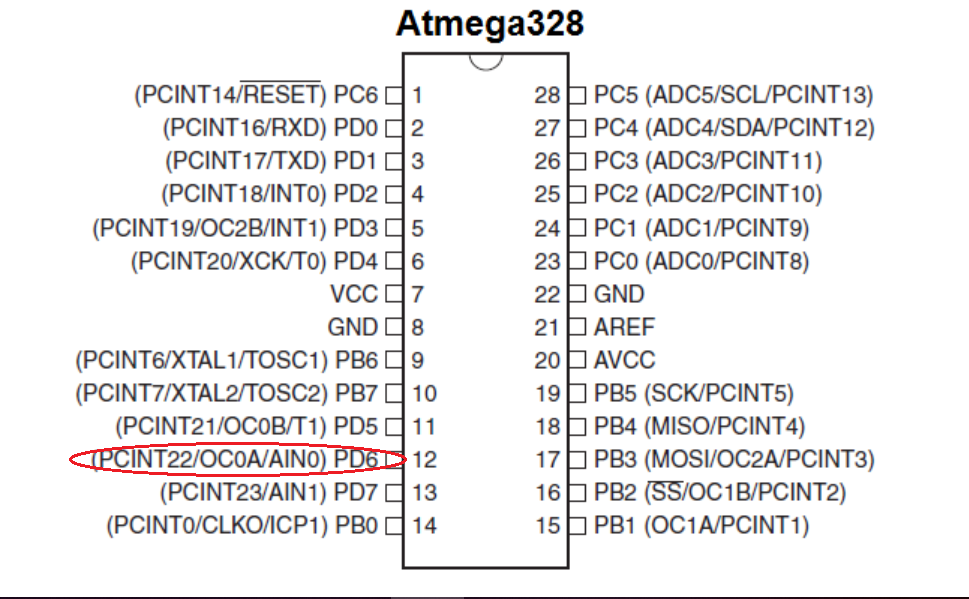 Atmega328
(PCINT14/RESET) PC6 1 28 PC5 (ADC5/SCL/PCINT13)
(PCINT16/RXD) PD0 2 27 PC4 (ADC4/SDA/PCINT12)
(PCINT17/TXD) PD1 3 26 PC3 (ADC3/PCINT11)
(PCINT18/INT0) PD2 4 25 PC2 (ADC2/PCINT10)
(PCINT19/OC2B/INT1) PD3 5 24 PC1 (ADC1/PCINT9)
(PCINT20/XCK/T0) PD4 6 23 PC0 (ADC0/PCINT8)
VCC 7 22 GND
GND 8 21 AREF
(PCINT6/XTAL1/TOSC1) PB6 9 20 AVCC
(PCINT7/XTAL2/TOSC2) PB7 10 19 PB5 (SCK/PCINT5)
(PCINT21/OC0B/T1) PD5 11 18 PB4 (MISO/PCINT4)
(PCINT22/OC0A/AIN0) PD6 12 17 PB3 (MOSI/OC2A/PCINT3)
(PCINT23/AIN1) PD7 13 16 PB2 (SS/OC1B/PCINT2)
(PCINT0/CLKO/ICP1) PB0 14 15 PB1 (OC1A/PCINT1)